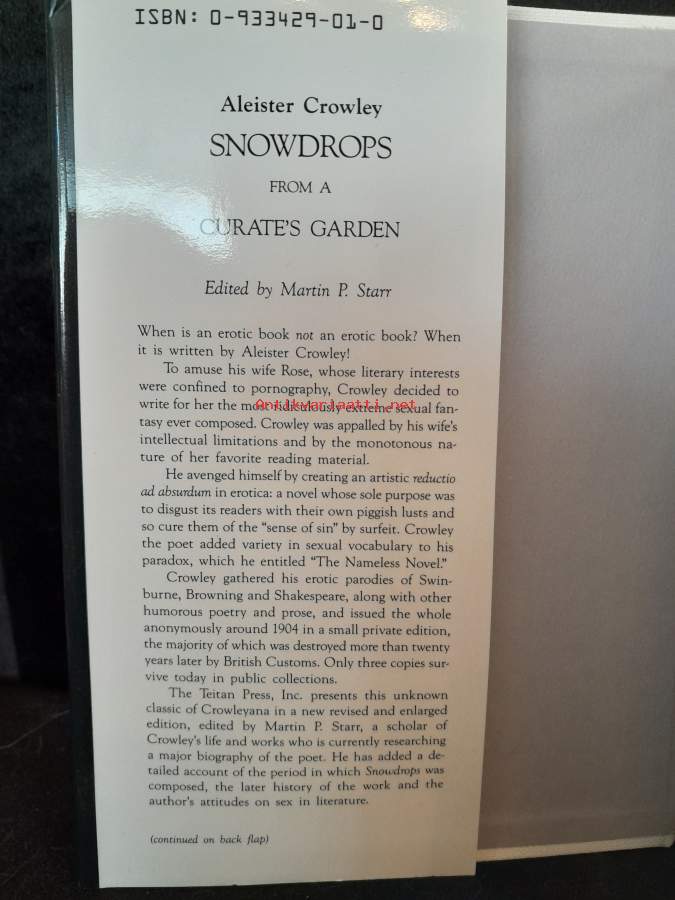 ISBN: 0-933429-01-0
Aleister Crowley
SNOWDROPS
FROM A
CURATE'S GARDEN
Edited by Martin P. Starr
When is an erotic book not an erotic book? When
it is written by Aleister Crowley!
To amuse his wife Rose, whose literary interests
were confined to pornography, Crowley decided to
write for her the most ridiculously extreme sexual fan-
Antikvariaatti.net
tasy ever composed. Crowley was appalled by his wife's
intellectual limitations and by the monotonous na-
ture of her favorite reading material.
He avenged himself by creating an artistic reductio
ad absurdum in erotica: a novel whose sole purpose was
to disgust its readers with their own piggish lusts and
so cure them of the “sense of sin” by surfeit. Crowley
the poet added variety in sexual vocabulary to his
paradox, which he entitled “The Nameless Novel.”
Crowley gathered his erotic parodies of Swin-
burne, Browning and Shakespeare, along with other
humorous poetry and prose, and issued the whole
anonymously around 1904 in a small private edition,
the majority of which was destroyed more than twenty
years later by British Customs. Only three copies sur-
vive today in public collections.
The Teitan Press, Inc. presents this unknown
classic of Crowleyana in a new revised and enlarged
edition, edited by Martin P. Starr, a scholar of
Crowley's life and works who is currently researching
a major biography of the poet. He has added a de-
tailed account of the period in which Snowdrops was
composed, the later history of the work and the
author's attitudes on sex in literature.
(continued on back flap)